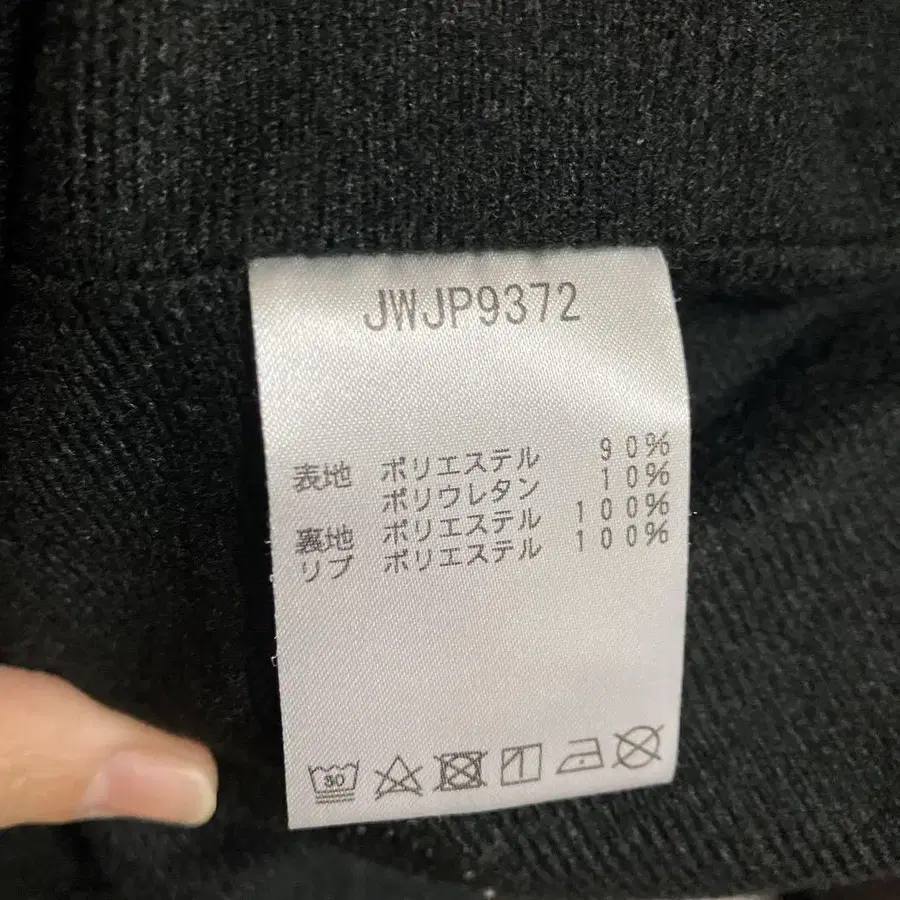 JWJP9372
表地 ポリエステル 90%
ポリウレタン 10%
裏地 ポリエステル 100%
リブ ポリエステル 100%
30